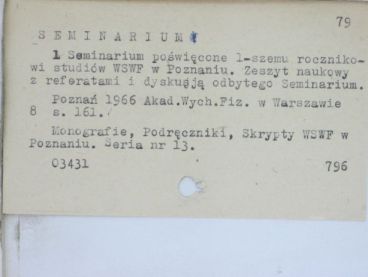 79
SEMINARIUM
1 Seminarium poświęcone 1-szemu roczniko-
wi studiów WSWF w Poznaniu. Zeszyt naukowy
z referatami i dyskusją odbytego Seminarium.
Poznań 1966 Akad.Wych.Fiz. w Warszawie
8 s. 161.
Monografie, Podręczniki, Skrypty WSWF w
Poznaniu. Seria nr 13.
03431 796